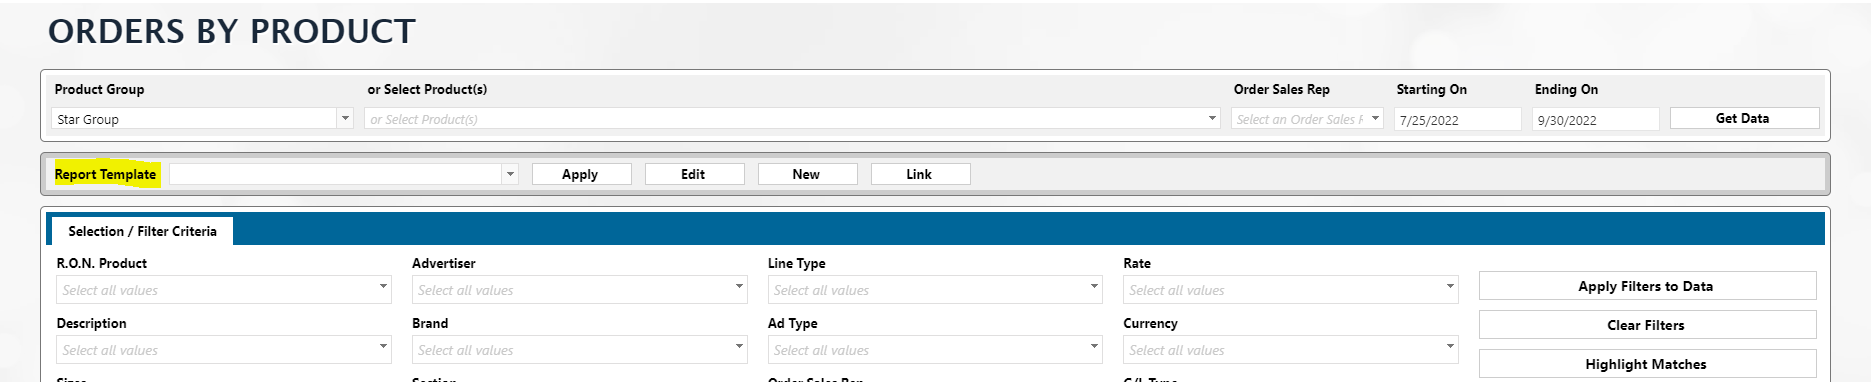 ORDERS BY PRODUCT
Product Group or Select Product(s) Order Sales Rep Starting On Ending On
Star Group or Select Product(s) Select an Order Sales R 7/25/2022 9/30/2022 Get Data
Report Template Apply Edit New Link
Selection / Filter Criteria
R.O.N. Product Advertiser Line Type Rate
Select all values Select all values Select all values Select all values Apply Filters to Data
Description Brand Ad Type Currency Clear Filters
Select all values Select all values Select all values Select all values Highlight Matches